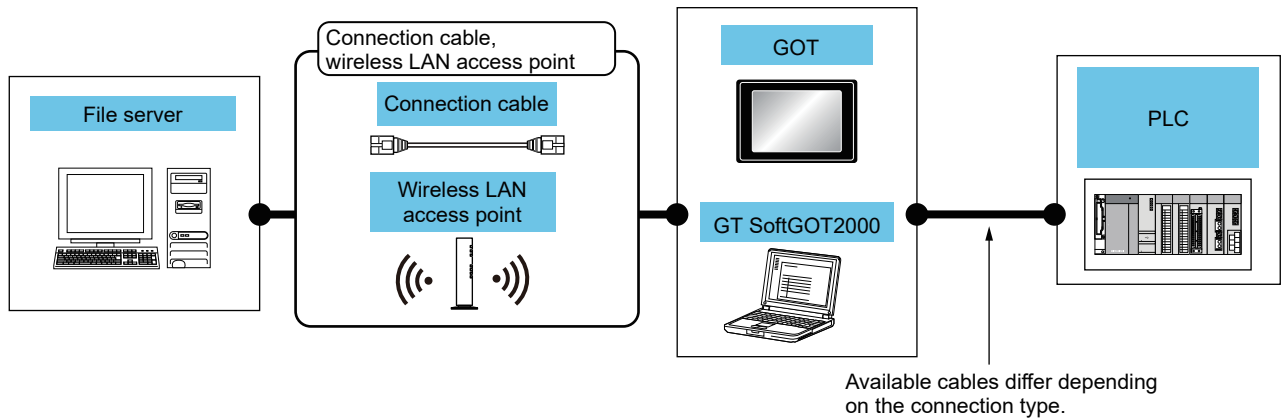 Connection cable,
wireless LAN access point
File server
Connection cable
Wireless LAN
access point
GOT
GT SoftGOT2000
PLC
Available cables differ depending
on the connection type.